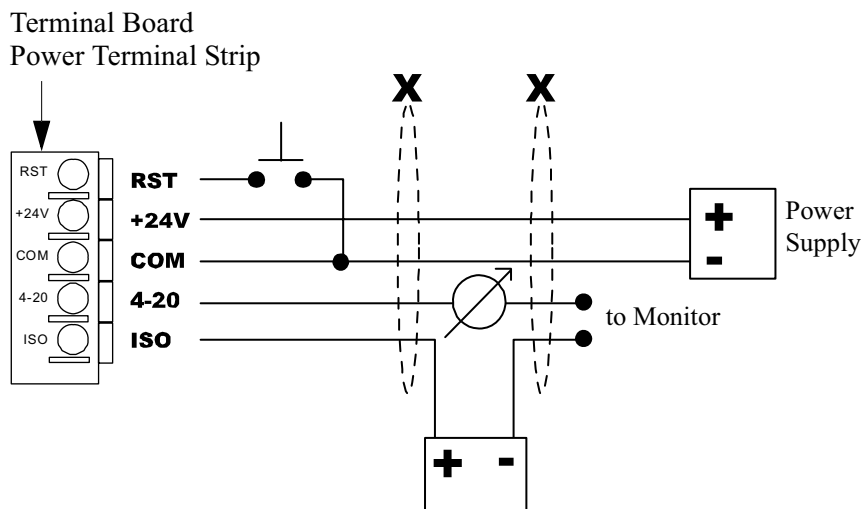 Terminal Board
Power Terminal Strip
X X
RST RST
+24V +24V + Power
COM COM - Supply
4-20 4-20
to Monitor
ISO ISO
+ -